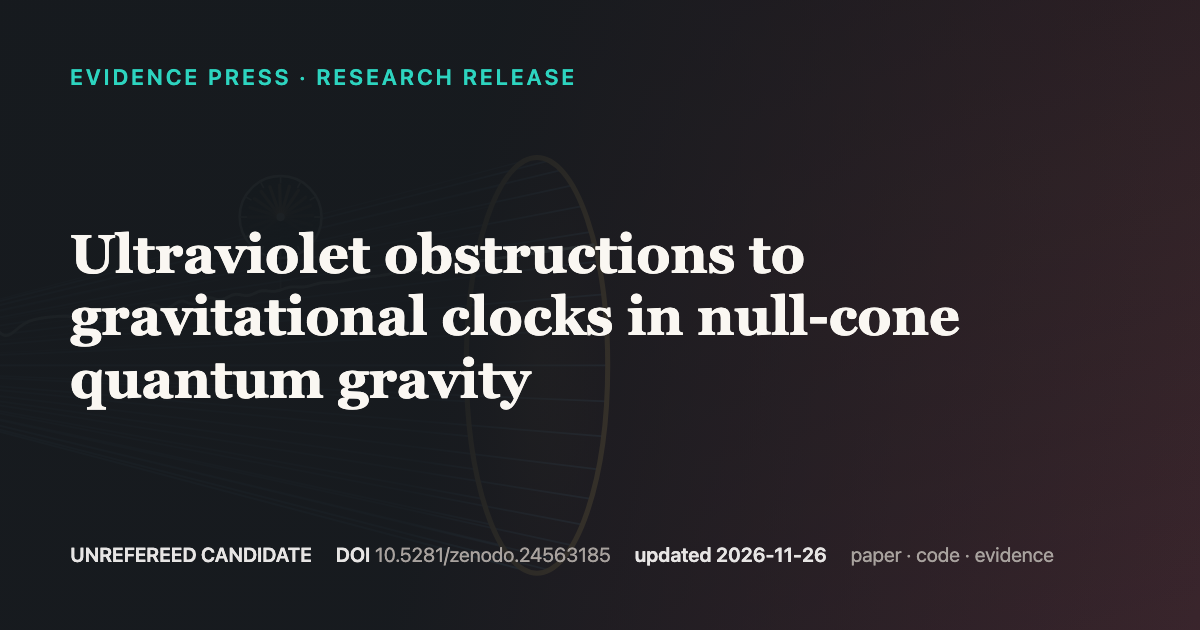 EVIDENCE PRESS · RESEARCH RELEASE
Ultraviolet obstructions to
gravitational clocks in null-cone
quantum gravity
UNREFEREED CANDIDATE DOI 10.5281/zenodo.24563185 updated 2026-11-26 paper · code · evidence